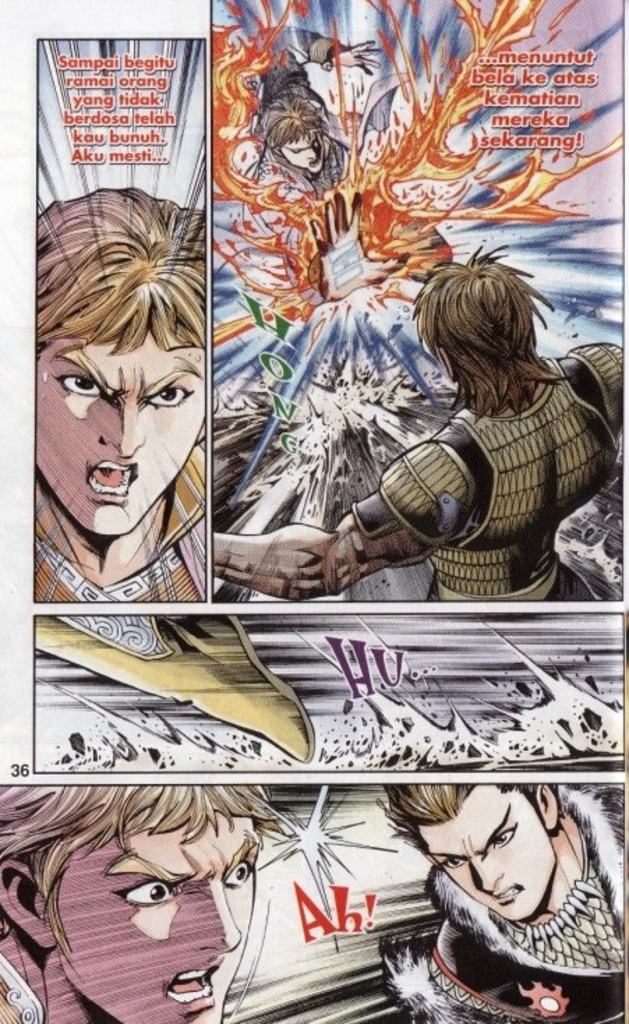 Sampai begitu
ramai orang
yang tidak
berdosa telah
kau bunuh.
Aku mesti...
...menuntut
bela ke atas
kematian
mereka
sekarang!
HONG
HU...
36
Ah!